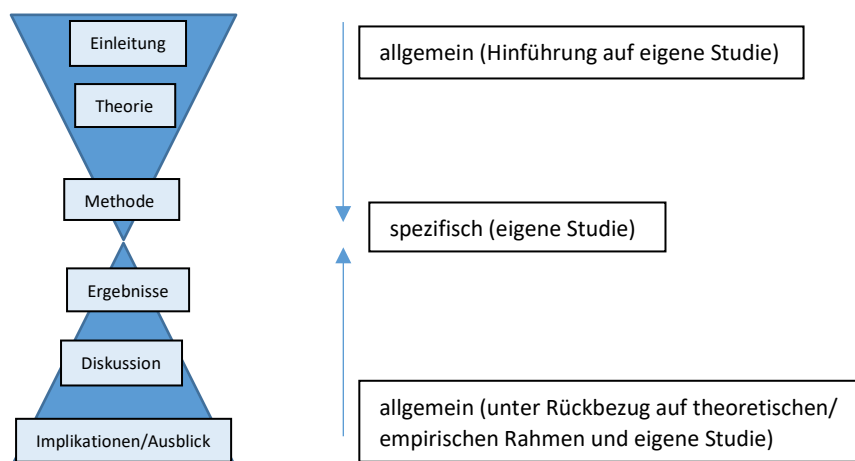 Einleitung
allgemein (Hinführung auf eigene Studie)
Theorie
Methode
spezifisch (eigene Studie)
Ergebnisse
Diskussion
allgemein (unter Rückbezug auf theoretischen/
empirischen Rahmen und eigene Studie)
Implikationen/Ausblick